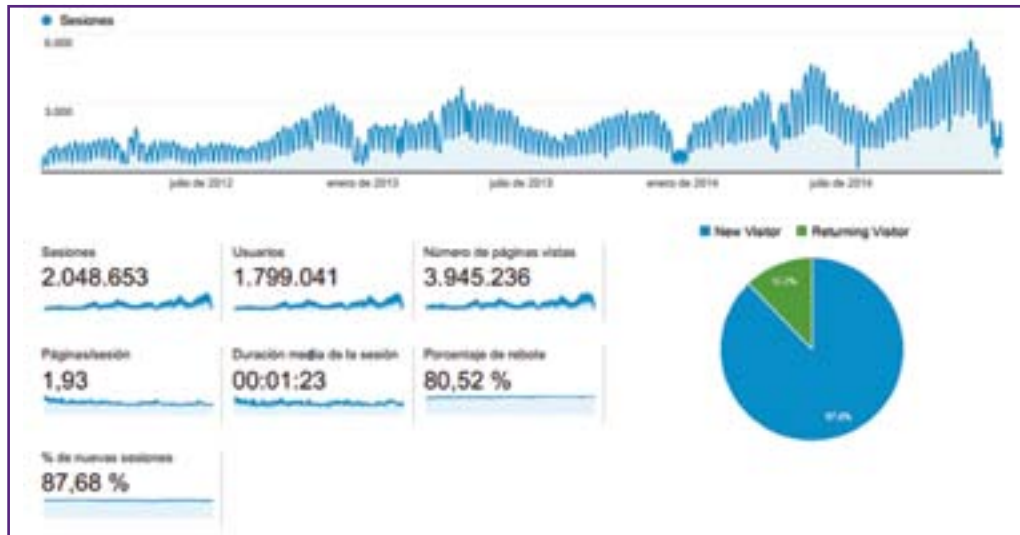 Sesiones
6.000
3.000
julio de 2012 enero de 2013 julio de 2013 enero de 2014 julio de 2014
New Visitor Returning Visitor
Sesiones Usuarios Número de páginas vistas
2.048.653 1.799.041 3.945.236
Páginas/sesión Duración media de la sesión Porcentaje de rebote
1,93 00:01:23 80,52 %
% de nuevas sesiones
87,68 %